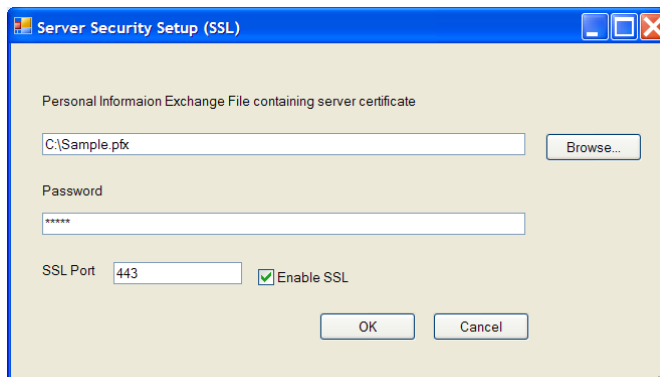 Server Security Setup (SSL)
Personal Informaion Exchange File containing server certificate
C:\Sample.pfx
Browse...
Password
*****
SSL Port 443 Enable SSL
OK Cancel